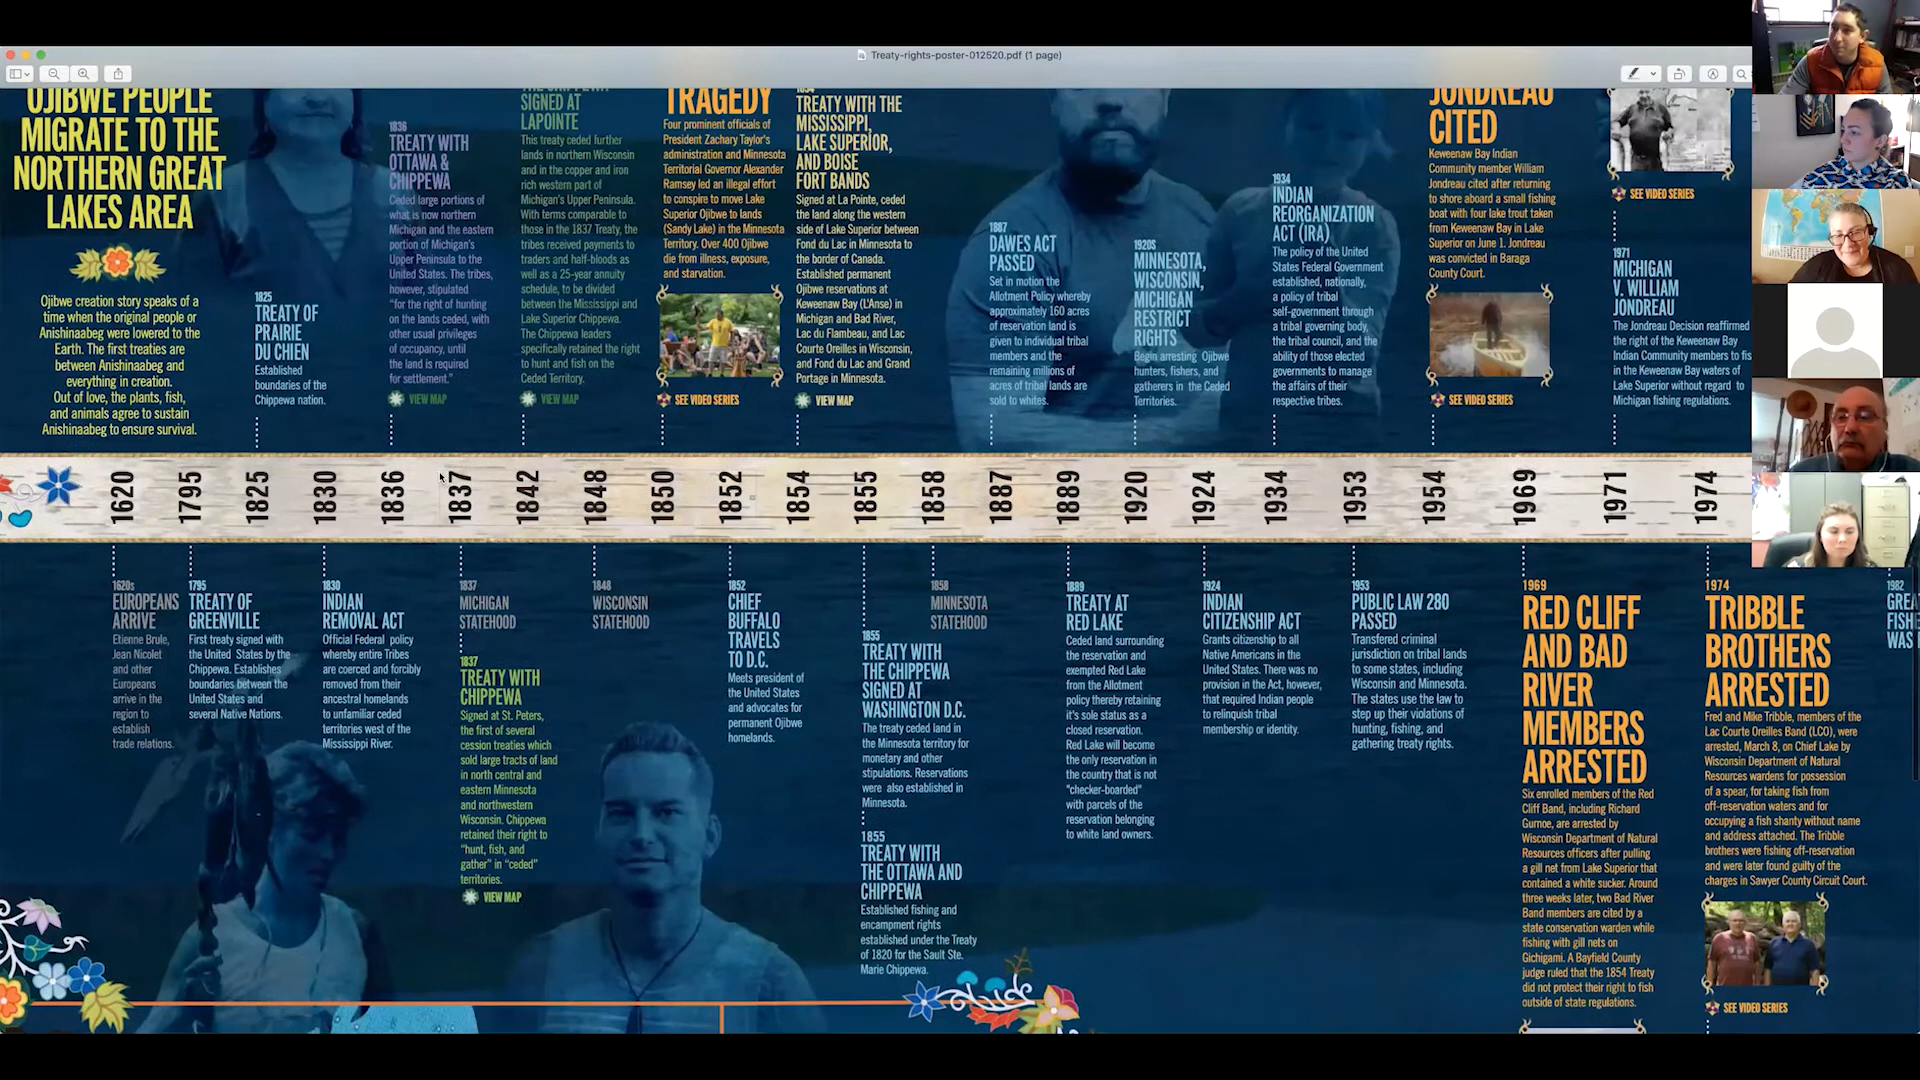 Treaty-rights-poster-012520.pdf (1 page)
OJIBWE PEOPLE
MIGRATE TO THE
NORTHERN GREAT
LAKES AREA
Ojibwe creation story speaks of a
time when the original people or
Anishinaabeg were lowered to the
Earth. The first treaties are
between Anishinaabeg and
everything in creation.
Out of love, the plants, fish,
and animals agree to sustain
Anishinaabeg to ensure survival.
1825
TREATY OF
PRAIRIE
DU CHIEN
Established
boundaries of the
Chippewa nation.
1836
TREATY WITH
OTTAWA &
CHIPPEWA
Ceded large portions of
what is now northern
Michigan and the eastern
portion of Michigan's
Upper Peninsula to the
United States. The tribes,
however, stipulated
"for the right of hunting
on the lands ceded, with
other usual privileges
of occupancy, until
the land is required
for settlement."
VIEW MAP
SIGNED AT
LAPOINTE
This treaty ceded further
lands in northern Wisconsin
and in the copper and iron
rich western part of
Michigan's Upper Peninsula.
With terms comparable to
those in the 1837 Treaty, the
tribes received payments to
traders and half-bloods as
well as a 25-year annuity
schedule, to be divided
between the Mississippi and
Lake Superior Chippewa.
The Chippewa leaders
specifically retained the right
to hunt and fish on the
Ceded Territory.
VIEW MAP
TRAGEDY
Four prominent officials of
President Zachary Taylor's
administration and Minnesota
Territorial Governor Alexander
Ramsey led an illegal effort
to conspire to move Lake
Superior Ojibwe to lands
(Sandy Lake) in the Minnesota
Territory. Over 400 Ojibwe
die from illness, exposure,
and starvation.
SEE VIDEO SERIES
1854
TREATY WITH THE
MISSISSIPPI,
LAKE SUPERIOR,
AND BOISE
FORT BANDS
Signed at La Pointe, ceded
the land along the western
side of Lake Superior between
Fond du Lac in Minnesota to
the border of Canada.
Established permanent
Ojibwe reservations at
Keweenaw Bay (L'Anse) in
Michigan and Bad River,
Lac du Flambeau, and Lac
Courte Oreilles in Wisconsin,
and Fond du Lac and Grand
Portage in Minnesota.
VIEW MAP
1887
DAWES ACT
PASSED
Set in motion the
Allotment Policy whereby
approximately 160 acres
of reservation land is
given to individual tribal
members and the
remaining millions of
acres of tribal lands are
sold to whites.
1920S
MINNESOTA,
WISCONSIN,
MICHIGAN
RESTRICT
RIGHTS
Begin arresting Ojibwe
hunters, fishers, and
gatherers in the Ceded
Territories.
1934
INDIAN
REORGANIZATION
ACT (IRA)
The policy of the United
States Federal Government
established, nationally,
a policy of tribal
self-government through
a tribal governing body,
the tribal council, and the
ability of those elected
governments to manage
the affairs of their
respective tribes.
JONDREAU
CITED
Keweenaw Bay Indian
Community member William
Jondreau cited after returning
to shore aboard a small fishing
boat with four lake trout taken
from Keweenaw Bay in Lake
Superior on June 1. Jondreau
was convicted in Baraga
County Court.
SEE VIDEO SERIES
SEE VIDEO SERIES
1971
MICHIGAN
V. WILLIAM
JONDREAU
The Jondreau Decision reaffirmed
the right of the Keweenaw Bay
Indian Community members to fis
in the Keweenaw Bay waters of
Lake Superior without regard to
Michigan fishing regulations.
1620 1795 1825 1830 1836 1837 1842 1848 1850 1852 1854 1855 1858 1887 1889 1920 1924 1934 1953 1954 1969 1971 1974
1620s
EUROPEANS
ARRIVE
Etienne Brule,
Jean Nicolet
and other
Europeans
arrive in the
region to
establish
trade relations.
1795
TREATY OF
GREENVILLE
First treaty signed with
the United States by the
Chippewa. Establishes
boundaries between the
United States and
several Native Nations.
1830
INDIAN
REMOVAL ACT
Official Federal policy
whereby entire Tribes
are coerced and forcibly
removed from their
ancestral homelands
to unfamiliar ceded
territories west of the
Mississippi River.
1837
MICHIGAN
STATEHOOD
1837
TREATY WITH
CHIPPEWA
Signed at St. Peters,
the first of several
cession treaties which
sold large tracts of land
in north central and
eastern Minnesota
and northwestern
Wisconsin. Chippewa
retained their right to
"hunt, fish, and
gather" in "ceded"
territories.
VIEW MAP
1848
WISCONSIN
STATEHOOD
1852
CHIEF
BUFFALO
TRAVELS
TO D.C.
Meets president of
the United States
and advocates for
permanent Ojibwe
homelands.
1855
TREATY WITH
THE CHIPPEWA
SIGNED AT
WASHINGTON D.C.
The treaty ceded land in
the Minnesota territory for
monetary and other
stipulations. Reservations
were also established in
Minnesota.
1855
TREATY WITH
THE OTTAWA AND
CHIPPEWA
Established fishing and
encampment rights
established under the Treaty
of 1820 for the Sault Ste.
Marie Chippewa.
1858
MINNESOTA
STATEHOOD
1889
TREATY AT
RED LAKE
Ceded land surrounding
the reservation and
exempted Red Lake
from the Allotment
policy thereby retaining
it's sole status as a
closed reservation.
Red Lake will become
the only reservation in
the country that is not
"checker-boarded"
with parcels of the
reservation belonging
to white land owners.
1924
INDIAN
CITIZENSHIP ACT
Grants citizenship to all
Native Americans in the
United States. There was no
provision in the Act, however,
that required Indian people
to relinquish tribal
membership or identity.
1953
PUBLIC LAW 280
PASSED
Transfered criminal
jurisdiction on tribal lands
to some states, including
Wisconsin and Minnesota.
The states use the law to
step up their violations of
hunting, fishing, and
gathering treaty rights.
1969
RED CLIFF
AND BAD
RIVER
MEMBERS
ARRESTED
Six enrolled members of the Red
Cliff Band, including Richard
Gurnoe, are arrested by
Wisconsin Department of Natural
Resources officers after pulling
a gill net from Lake Superior that
contained a white sucker. Around
three weeks later, two Bad River
Band members are cited by a
state conservation warden while
fishing with gill nets on
Gichigami. A Bayfield County
judge ruled that the 1854 Treaty
did not protect their right to fish
outside of state regulations.
1974
TRIBBLE
BROTHERS
ARRESTED
Fred and Mike Tribble, members of the
Lac Courte Oreilles Band (LCO), were
arrested, March 8, on Chief Lake by
Wisconsin Department of Natural
Resources wardens for possession
of a spear, for taking fish from
off-reservation waters and for
occupying a fish shanty without name
and address attached. The Tribble
brothers were fishing off-reservation
and were later found guilty of the
charges in Sawyer County Circuit Court.
SEE VIDEO SERIES
1982
GREA
FISH
WAS